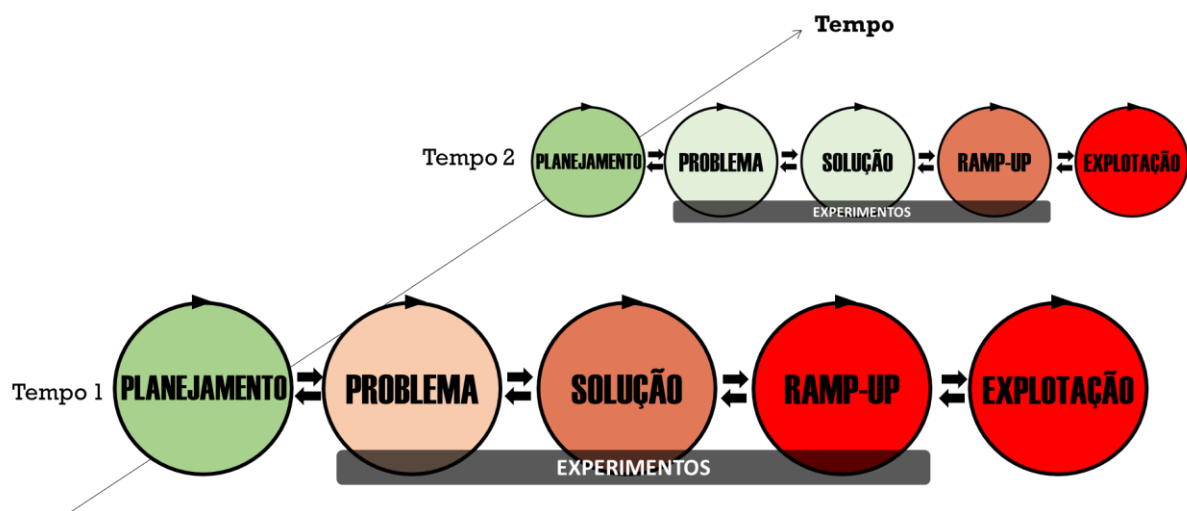 Tempo
Tempo 2
PLANEJAMENTO
PROBLEMA
SOLUÇÃO
RAMP-UP
EXPLOTAÇÃO
EXPERIMENTOS
Tempo 1
PLANEJAMENTO
PROBLEMA
SOLUÇÃO
RAMP-UP
EXPLOTAÇÃO
EXPERIMENTOS